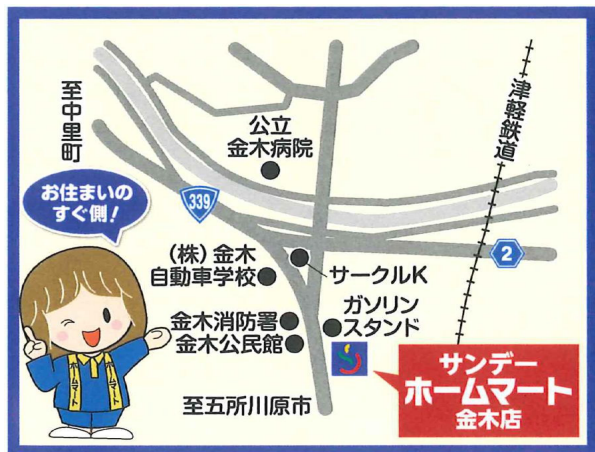 至中里町
公立
金木病院
津軽鉄道
お住まいの
すぐ側！
339
2
(株)金木
自動車学校
サークルK
金木消防署
金木公民館
ガソリン
スタンド
ホームマート
ホームマート
至五所川原市
サンデー
ホームマート
金木店